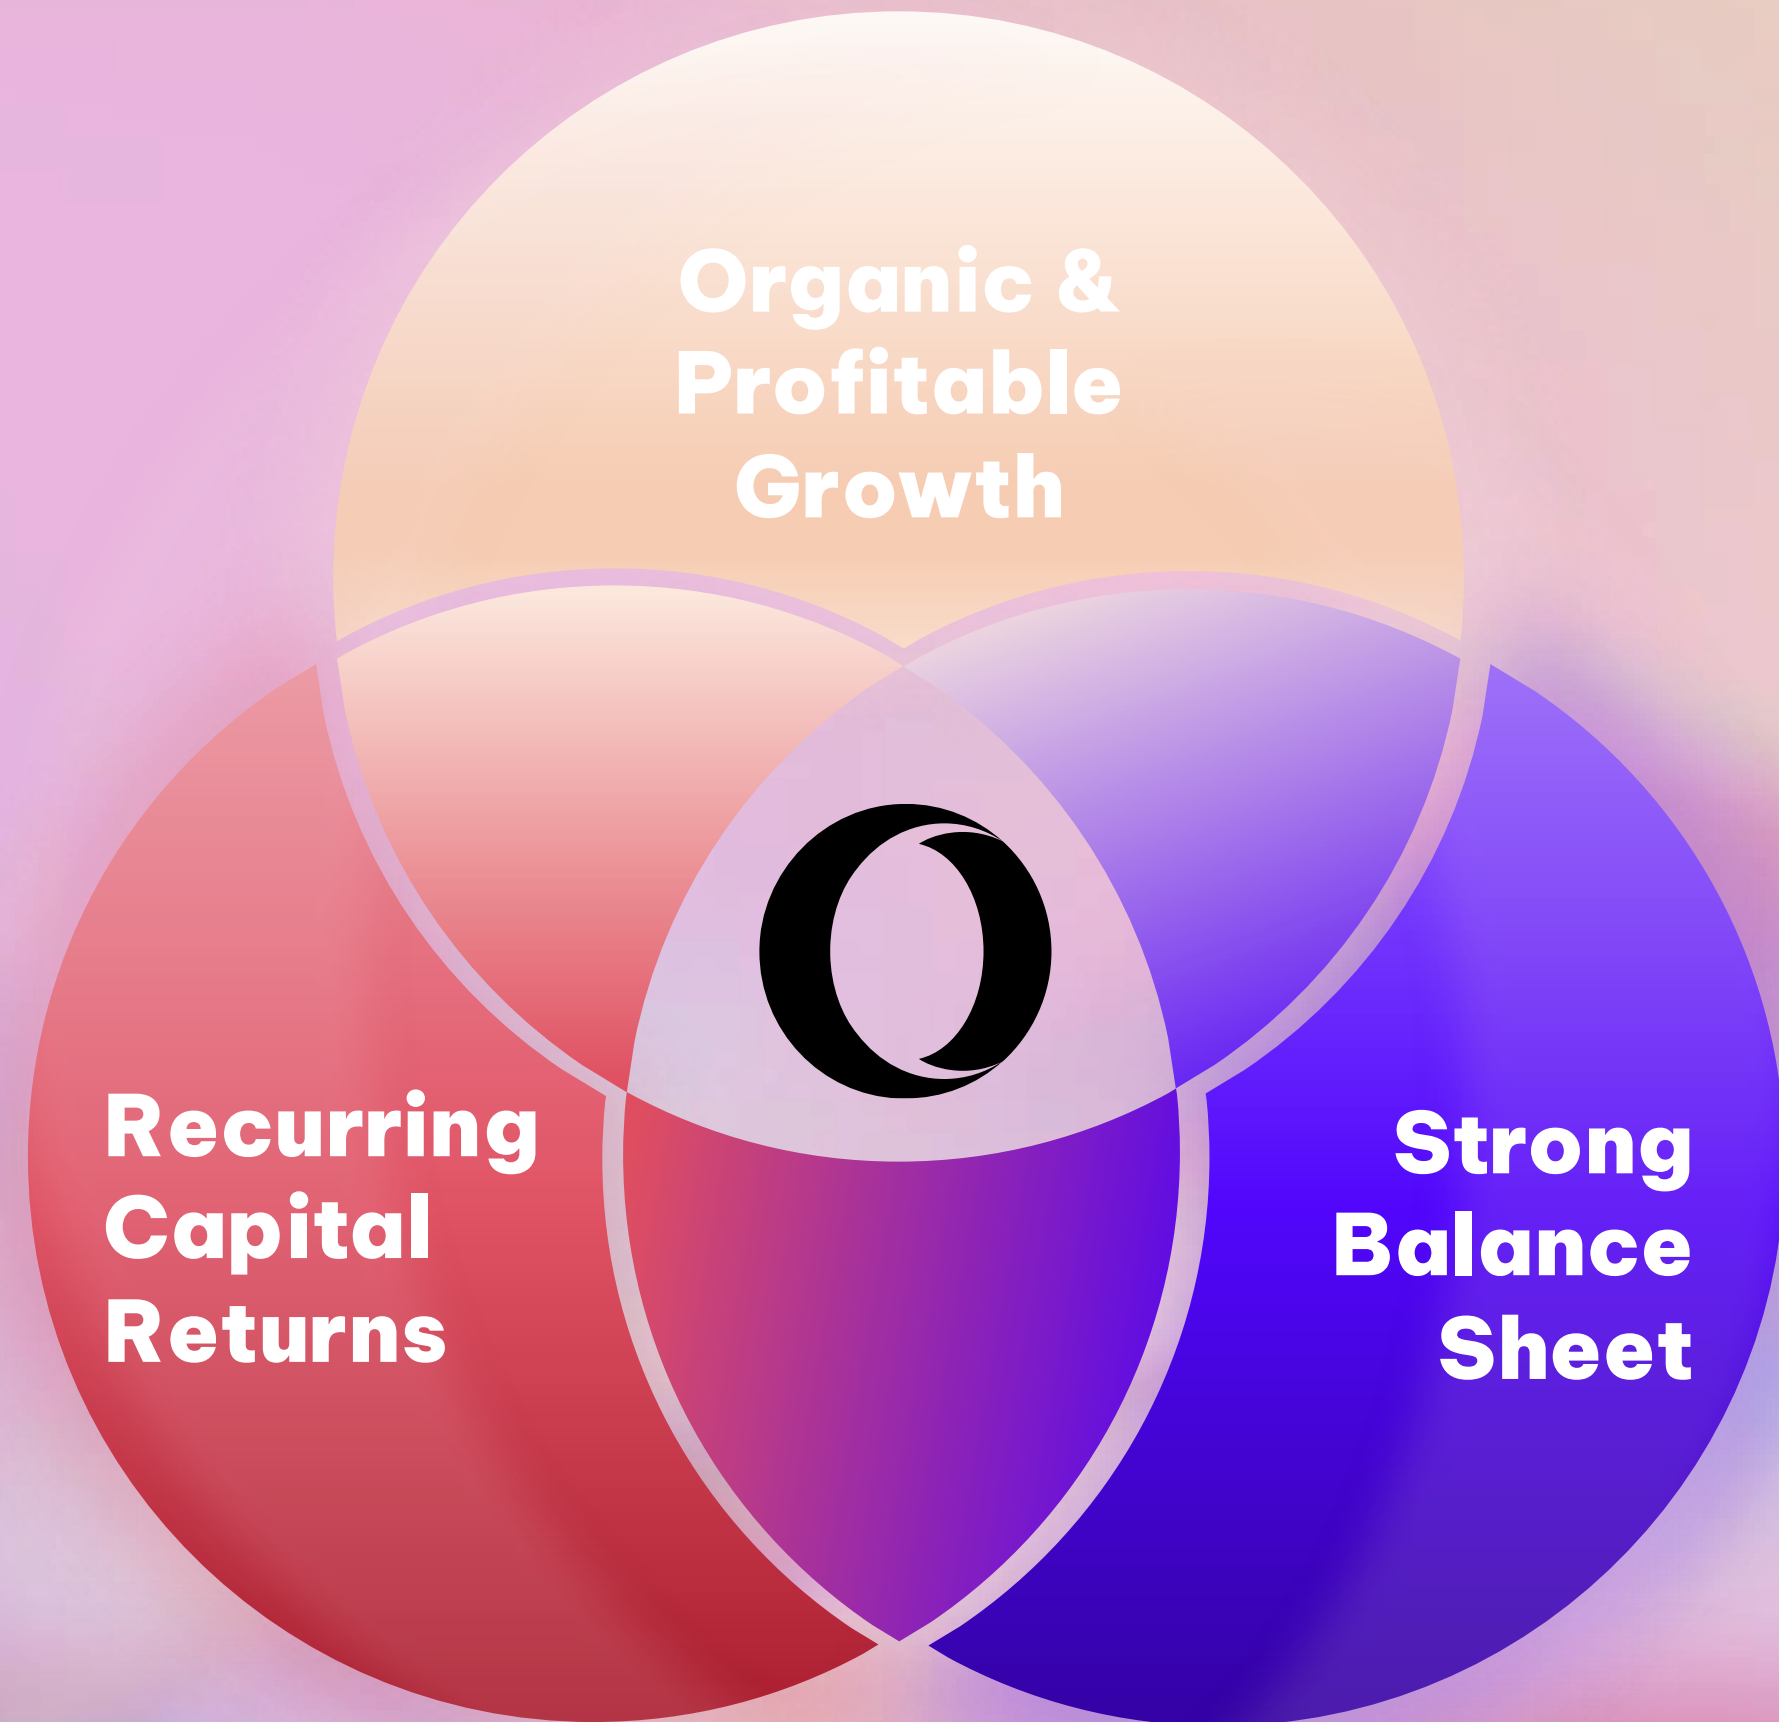 Organic &
Profitable
Growth
Recurring
Capital
Returns
Strong
Balance
Sheet